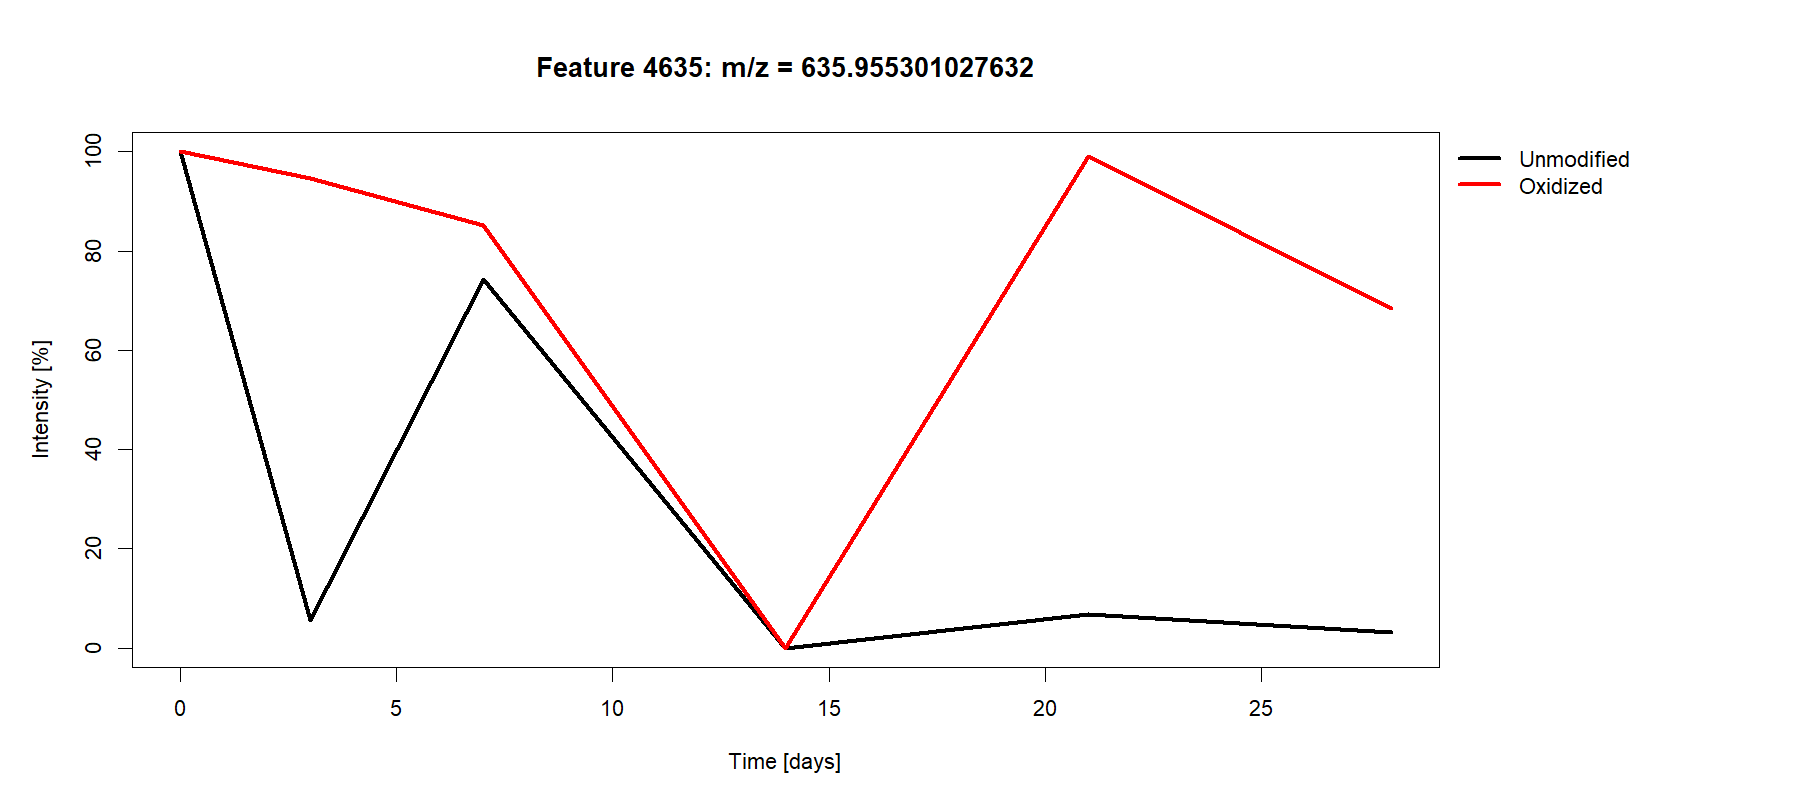 Feature 4635: m/z = 635.955301027632
Unmodified
Oxidized
100
80
60
40
20
0
Intensity [%]
0 5 10 15 20 25
Time [days]